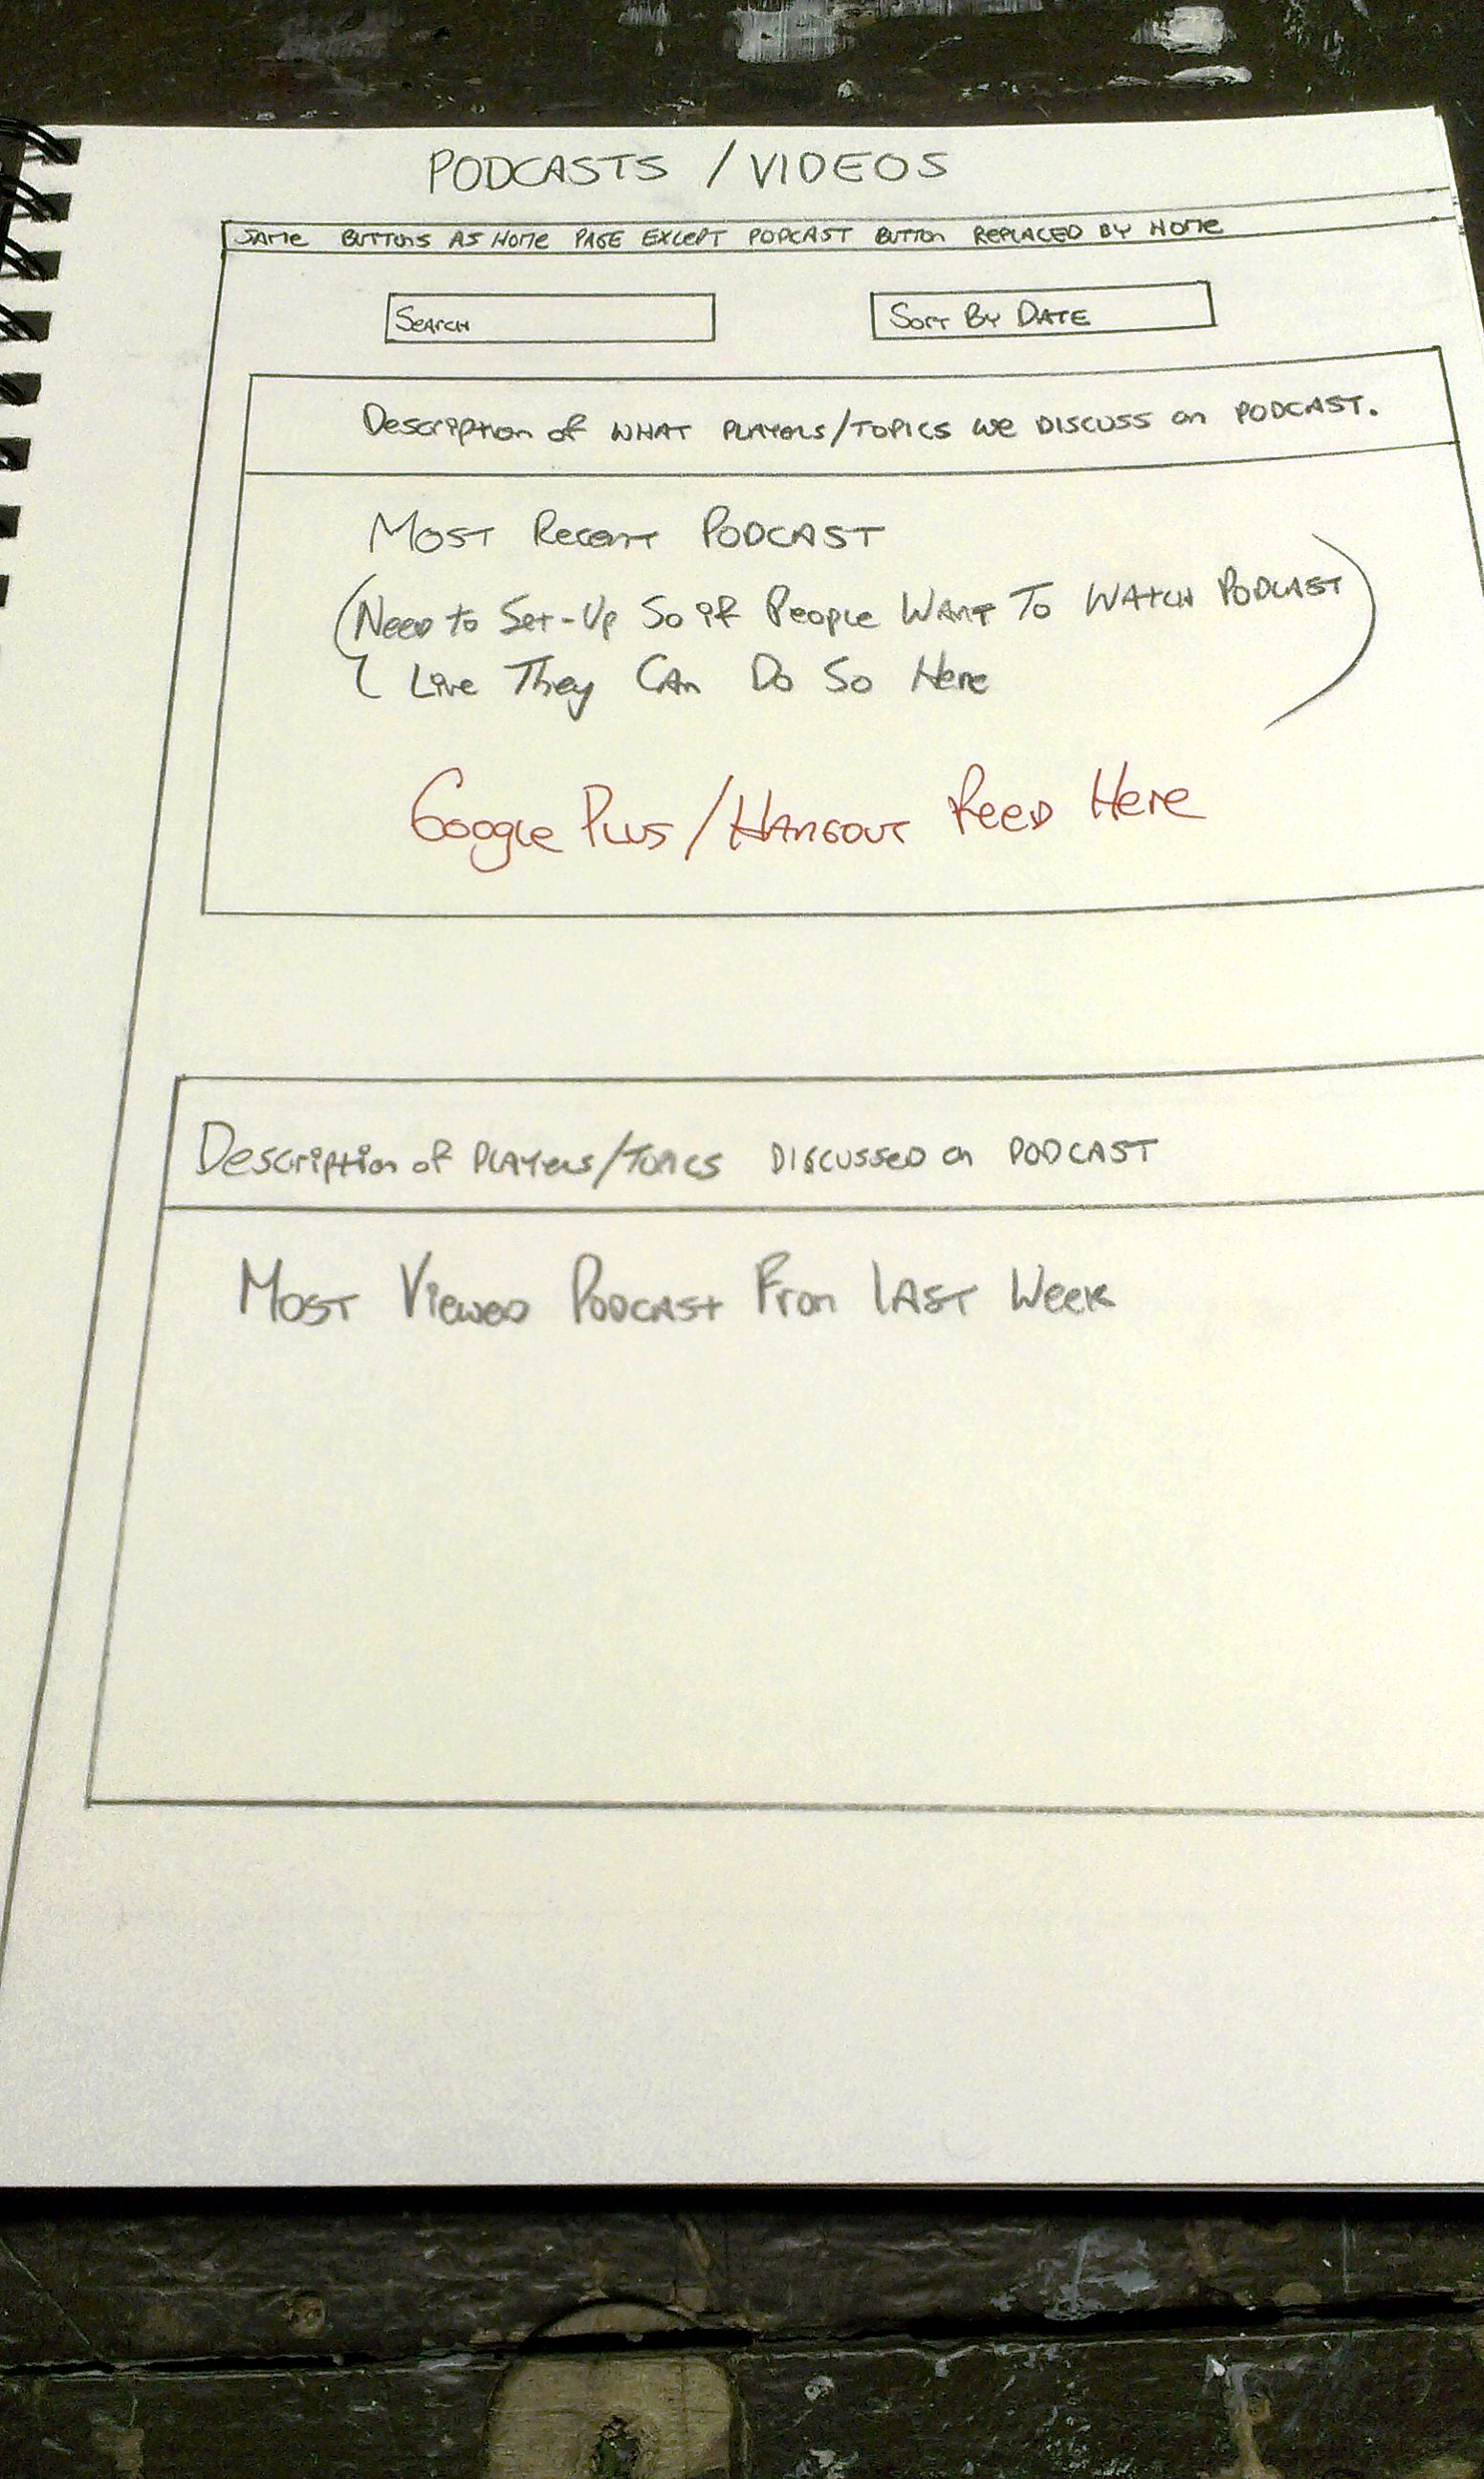 PODCASTS / VIDEOS
SAME BUTTONS AS HOME PAGE EXCEPT PODCAST BUTTON REPLACED BY HOME
Search
Sort By Date
Description of WHAT PLAYERS/TOPICS we DISCUSS on PODCAST.
Most Recent Podcast
(Need to Set-Up So if People Want To Watch Podcast
Live They Can Do So Here)
Google Plus/Hangout Feed Here
Description of PLAYERS/TOPICS DISCUSSED on PODCAST
Most Viewed Podcast From Last Week